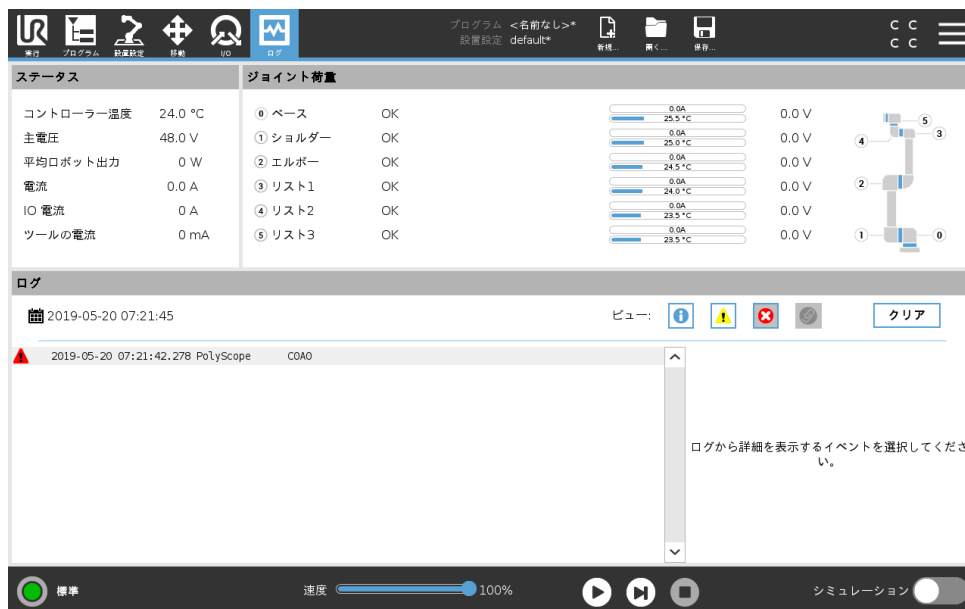 UR
実行 プログラム 設置設定 移動 I/O ログ
プログラム <名前なし>*
設置設定 default*
新規... 開く... 保存...
C C
C C
ステータス
コントローラー温度 24.0 °C
主電圧 48.0 V
平均ロボット出力 0 W
電流 0.0 A
IO 電流 0 A
ツールの電流 0 mA
ジョイント荷重
0 ベース OK 0.0A 25.5 °C 0.0 V
1 ショルダー OK 0.0A 25.0 °C 0.0 V
2 エルボー OK 0.0A 24.5 °C 0.0 V
3 リスト1 OK 0.0A 24.0 °C 0.0 V
4 リスト2 OK 0.0A 23.5 °C 0.0 V
5 リスト3 OK 0.0A 23.5 °C 0.0 V
5
4 3
2
1 0
ログ
2019-05-20 07:21:45 ビュー: クリア
2019-05-20 07:21:42.278 PolyScope C0A0
ログから詳細を表示するイベントを選択してくださ
い。
標準 速度 100% シミュレーション